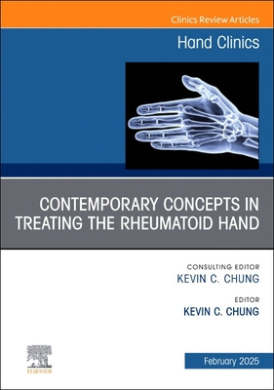 Clinics Review Articles
Hand Clinics
CONTEMPORARY CONCEPTS IN
TREATING THE RHEUMATOID HAND
CONSULTING EDITOR
KEVIN C. CHUNG
EDITOR
KEVIN C. CHUNG
ELSEVIER
February 2025